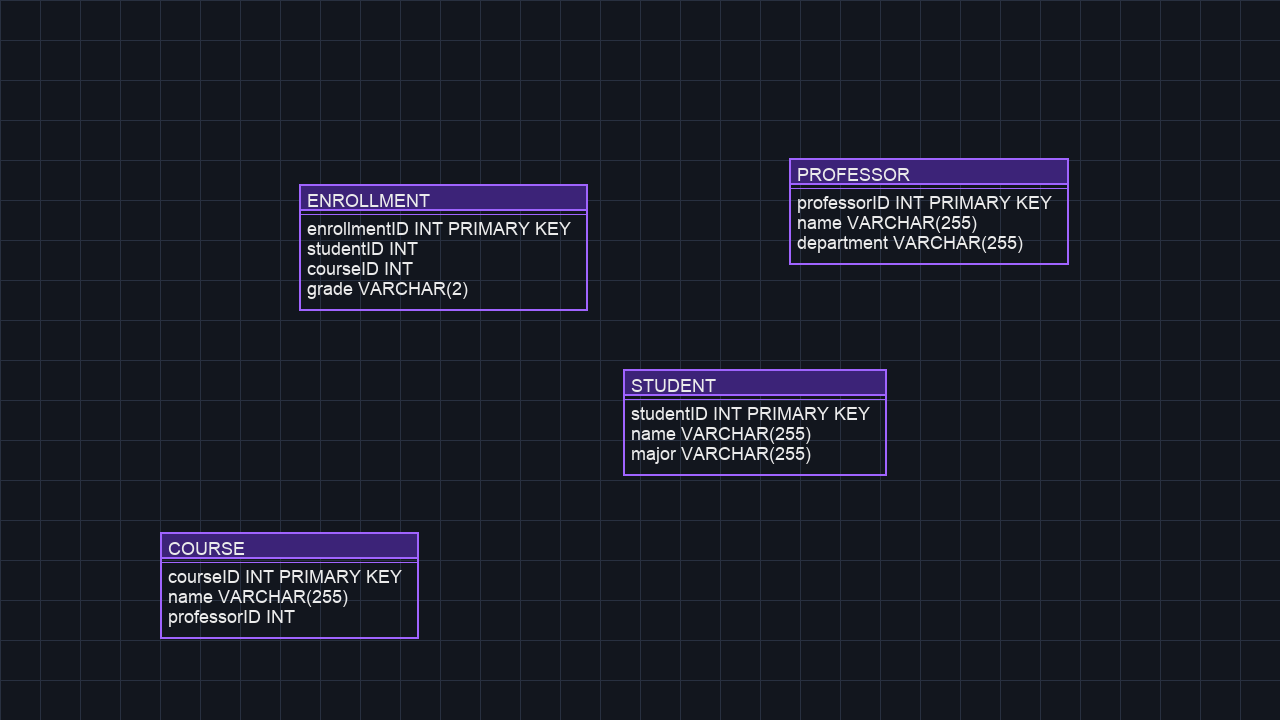 ENROLLMENT
enrollmentID INT PRIMARY KEY
studentID INT
courseID INT
grade VARCHAR(2)
PROFESSOR
professorID INT PRIMARY KEY
name VARCHAR(255)
department VARCHAR(255)
STUDENT
studentID INT PRIMARY KEY
name VARCHAR(255)
major VARCHAR(255)
COURSE
courseID INT PRIMARY KEY
name VARCHAR(255)
professorID INT